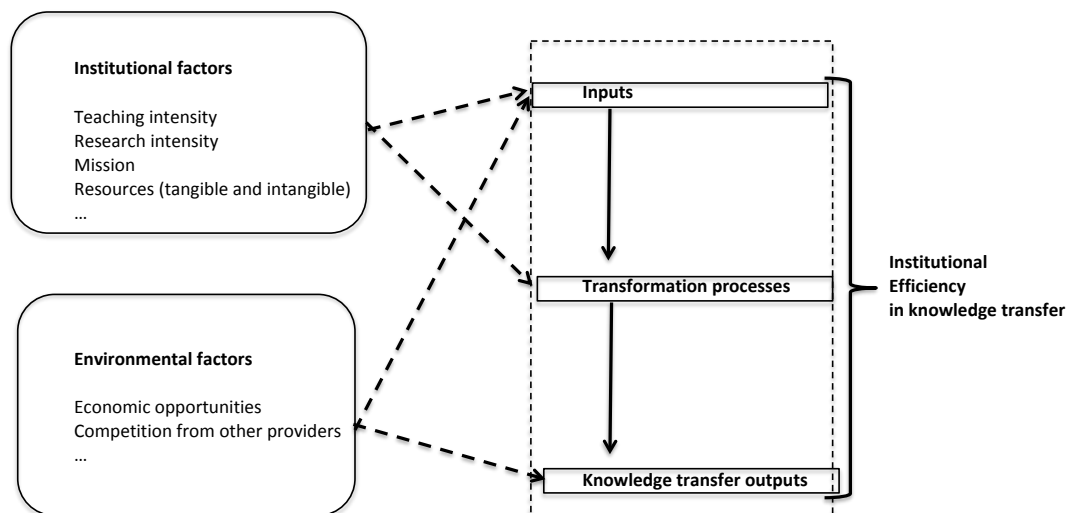 Institutional factors
Teaching intensity
Research intensity
Mission
Resources (tangible and intangible)
...
Environmental factors
Economic opportunities
Competition from other providers
...
Inputs
Transformation processes
Knowledge transfer outputs
Institutional
Efficiency
in knowledge transfer